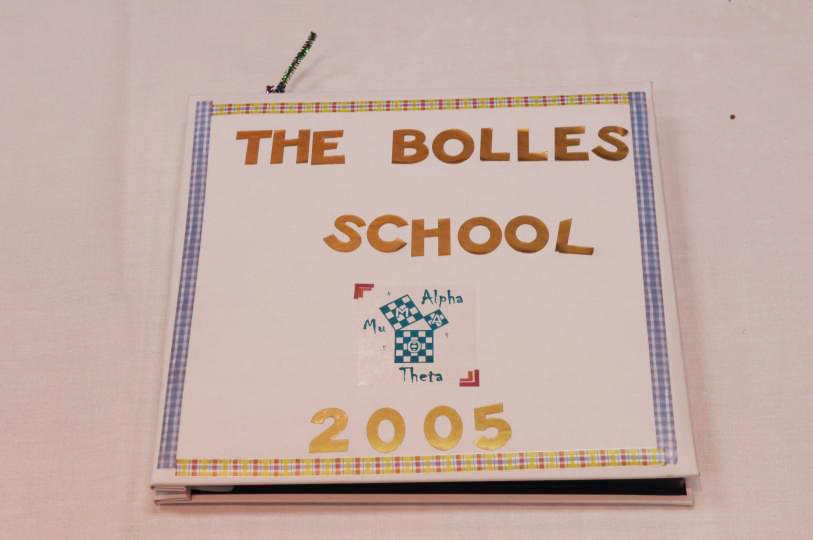 THE BOLLES
SCHOOL
Alpha
Mu
Theta
2005